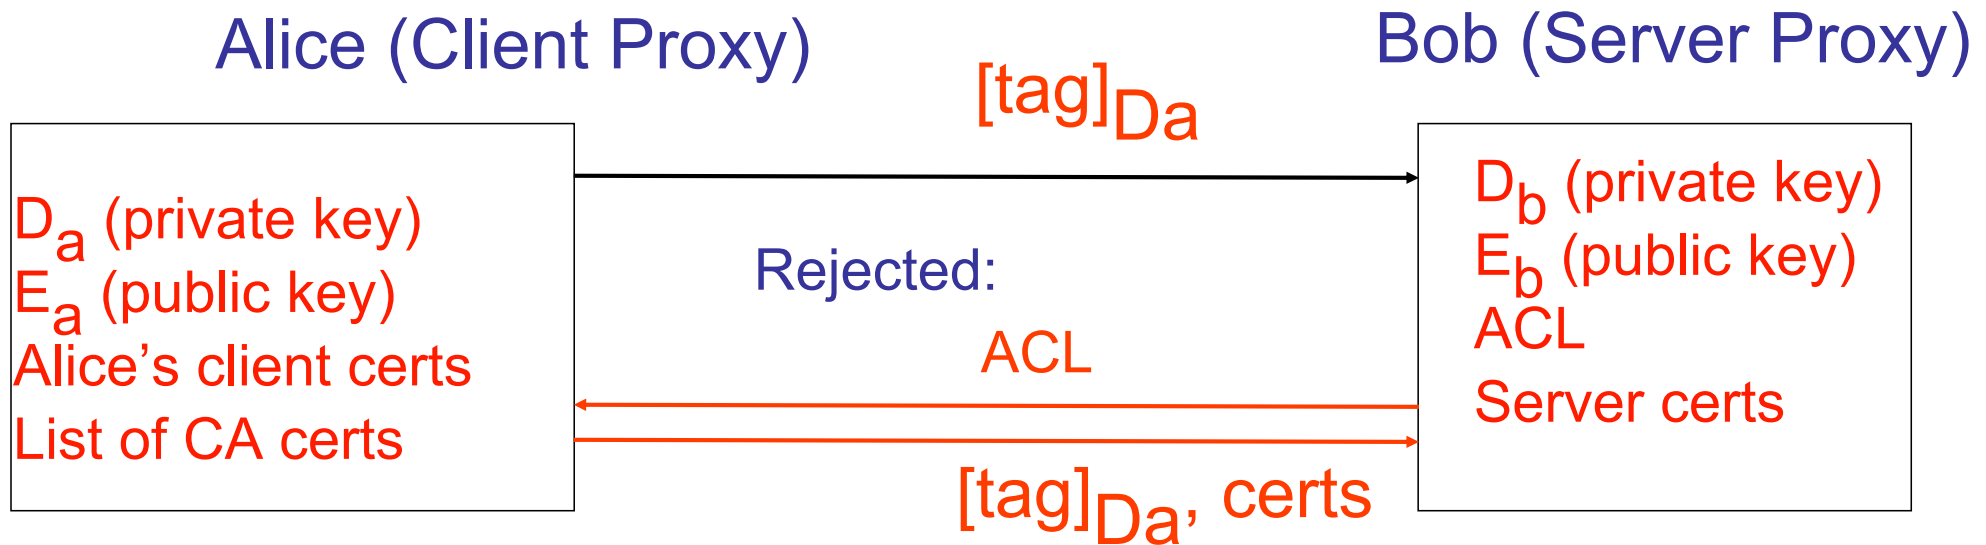 Alice (Client Proxy)
Bob (Server Proxy)
[tag]Da
Da (private key)
Ea (public key)
Alice’s client certs
List of CA certs
Rejected:
ACL
[tag]Da, certs
Db (private key)
Eb (public key)
ACL
Server certs